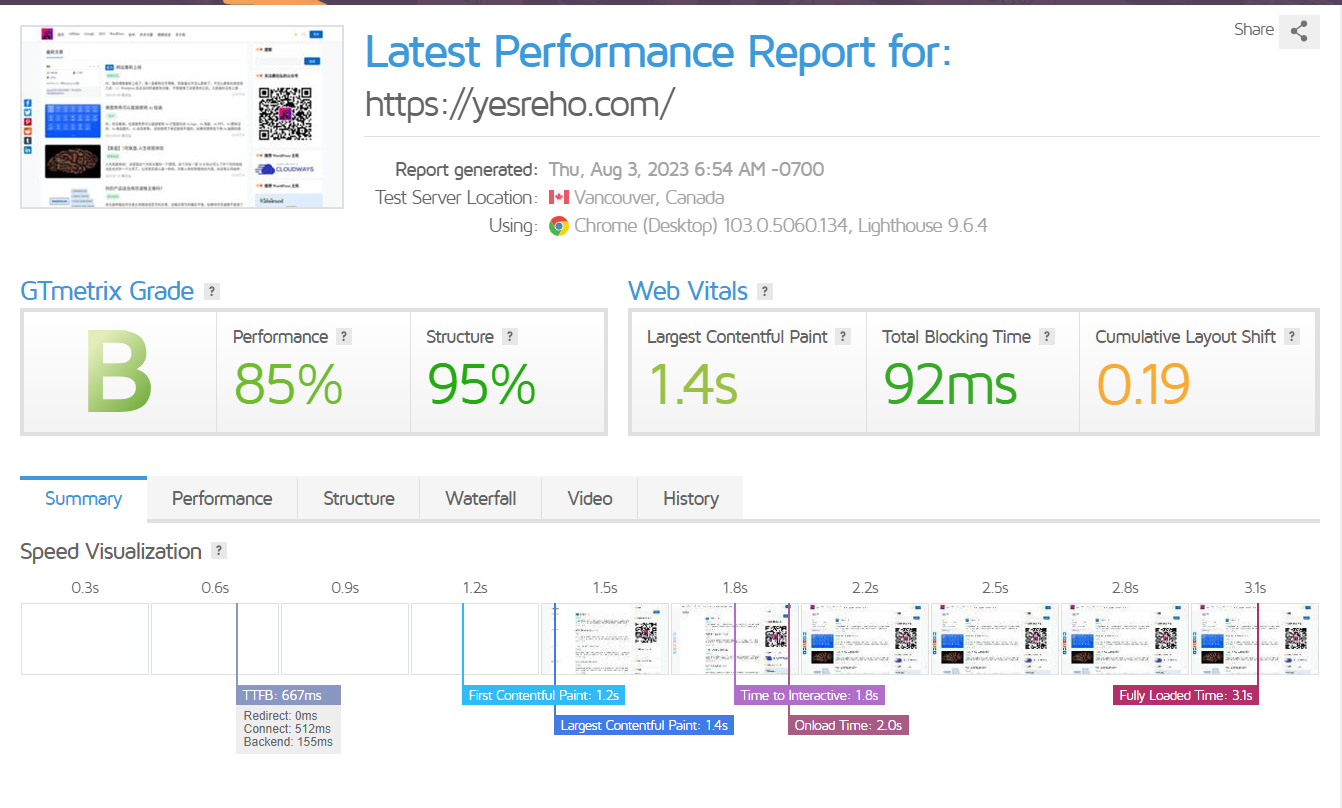 Share
Latest Performance Report for:
https://yesreho.com/
Report generated: Thu, Aug 3, 2023 6:54 AM -0700
Test Server Location: Vancouver, Canada
Using: Chrome (Desktop) 103.0.5060.134, Lighthouse 9.6.4
CLOUDWAYS
GTmetrix Grade ?
Web Vitals ?
B
Performance ?
85%
Structure ?
95%
Largest Contentful Paint ?
1.4s
Total Blocking Time ?
92ms
Cumulative Layout Shift ?
0.19
Summary Performance Structure Waterfall Video History
Speed Visualization ?
0.3s 0.6s 0.9s 1.2s 1.5s 1.8s 2.2s 2.5s 2.8s 3.1s
TTFB: 667ms
Redirect: 0ms
Connect: 512ms
Backend: 155ms
First Contentful Paint: 1.2s
Largest Contentful Paint: 1.4s
Time to Interactive: 1.8s
Onload Time: 2.0s
Fully Loaded Time: 3.1s